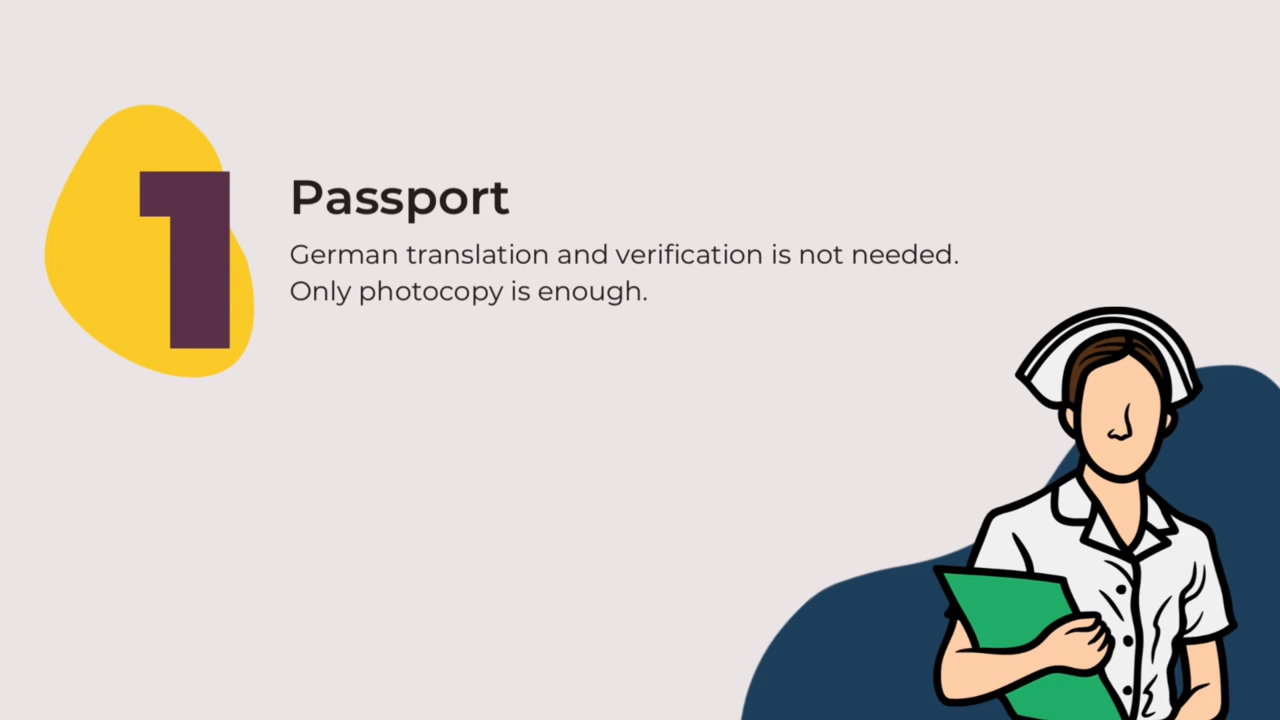 1
Passport
German translation and verification is not needed.
Only photocopy is enough.